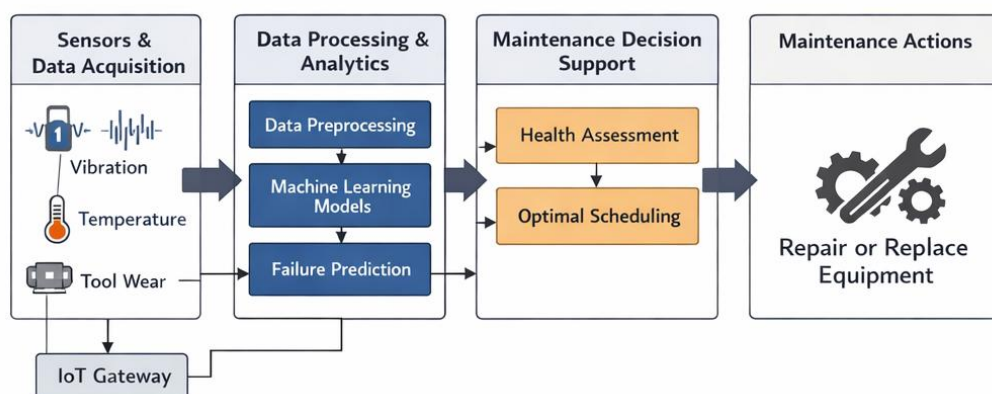 Sensors &
Data Acquisition
1
Vibration
Temperature
Tool Wear
IoT Gateway
Data Processing &
Analytics
Data Preprocessing
Machine Learning
Models
Failure Prediction
Maintenance Decision
Support
Health Assessment
Optimal Scheduling
Maintenance Actions
Repair or Replace
Equipment